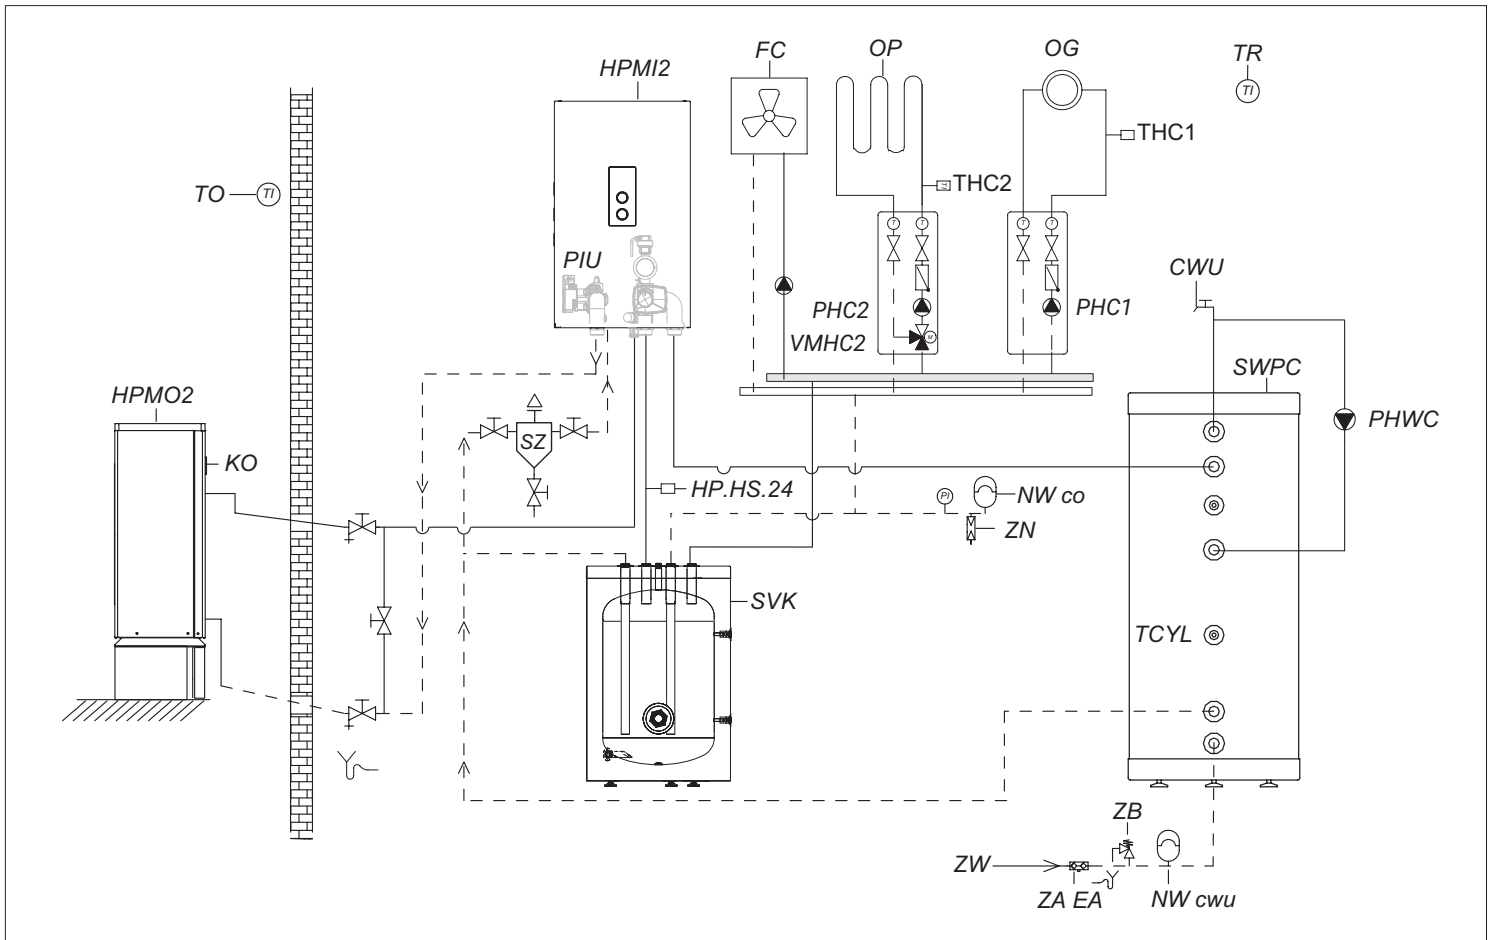 FC
OP
OG
TR
HPMI2
TI
THC1
TO
TI
TI
THC2
T
T
T
T
PIU
CWU
PHC2
PHC1
VMHC2
M
SWPC
HPMO2
PHWC
SZ
KO
HP.HS.24
PI
NW co
ZN
SVK
TCYL
ZB
ZW
ZA EA
NW cwu